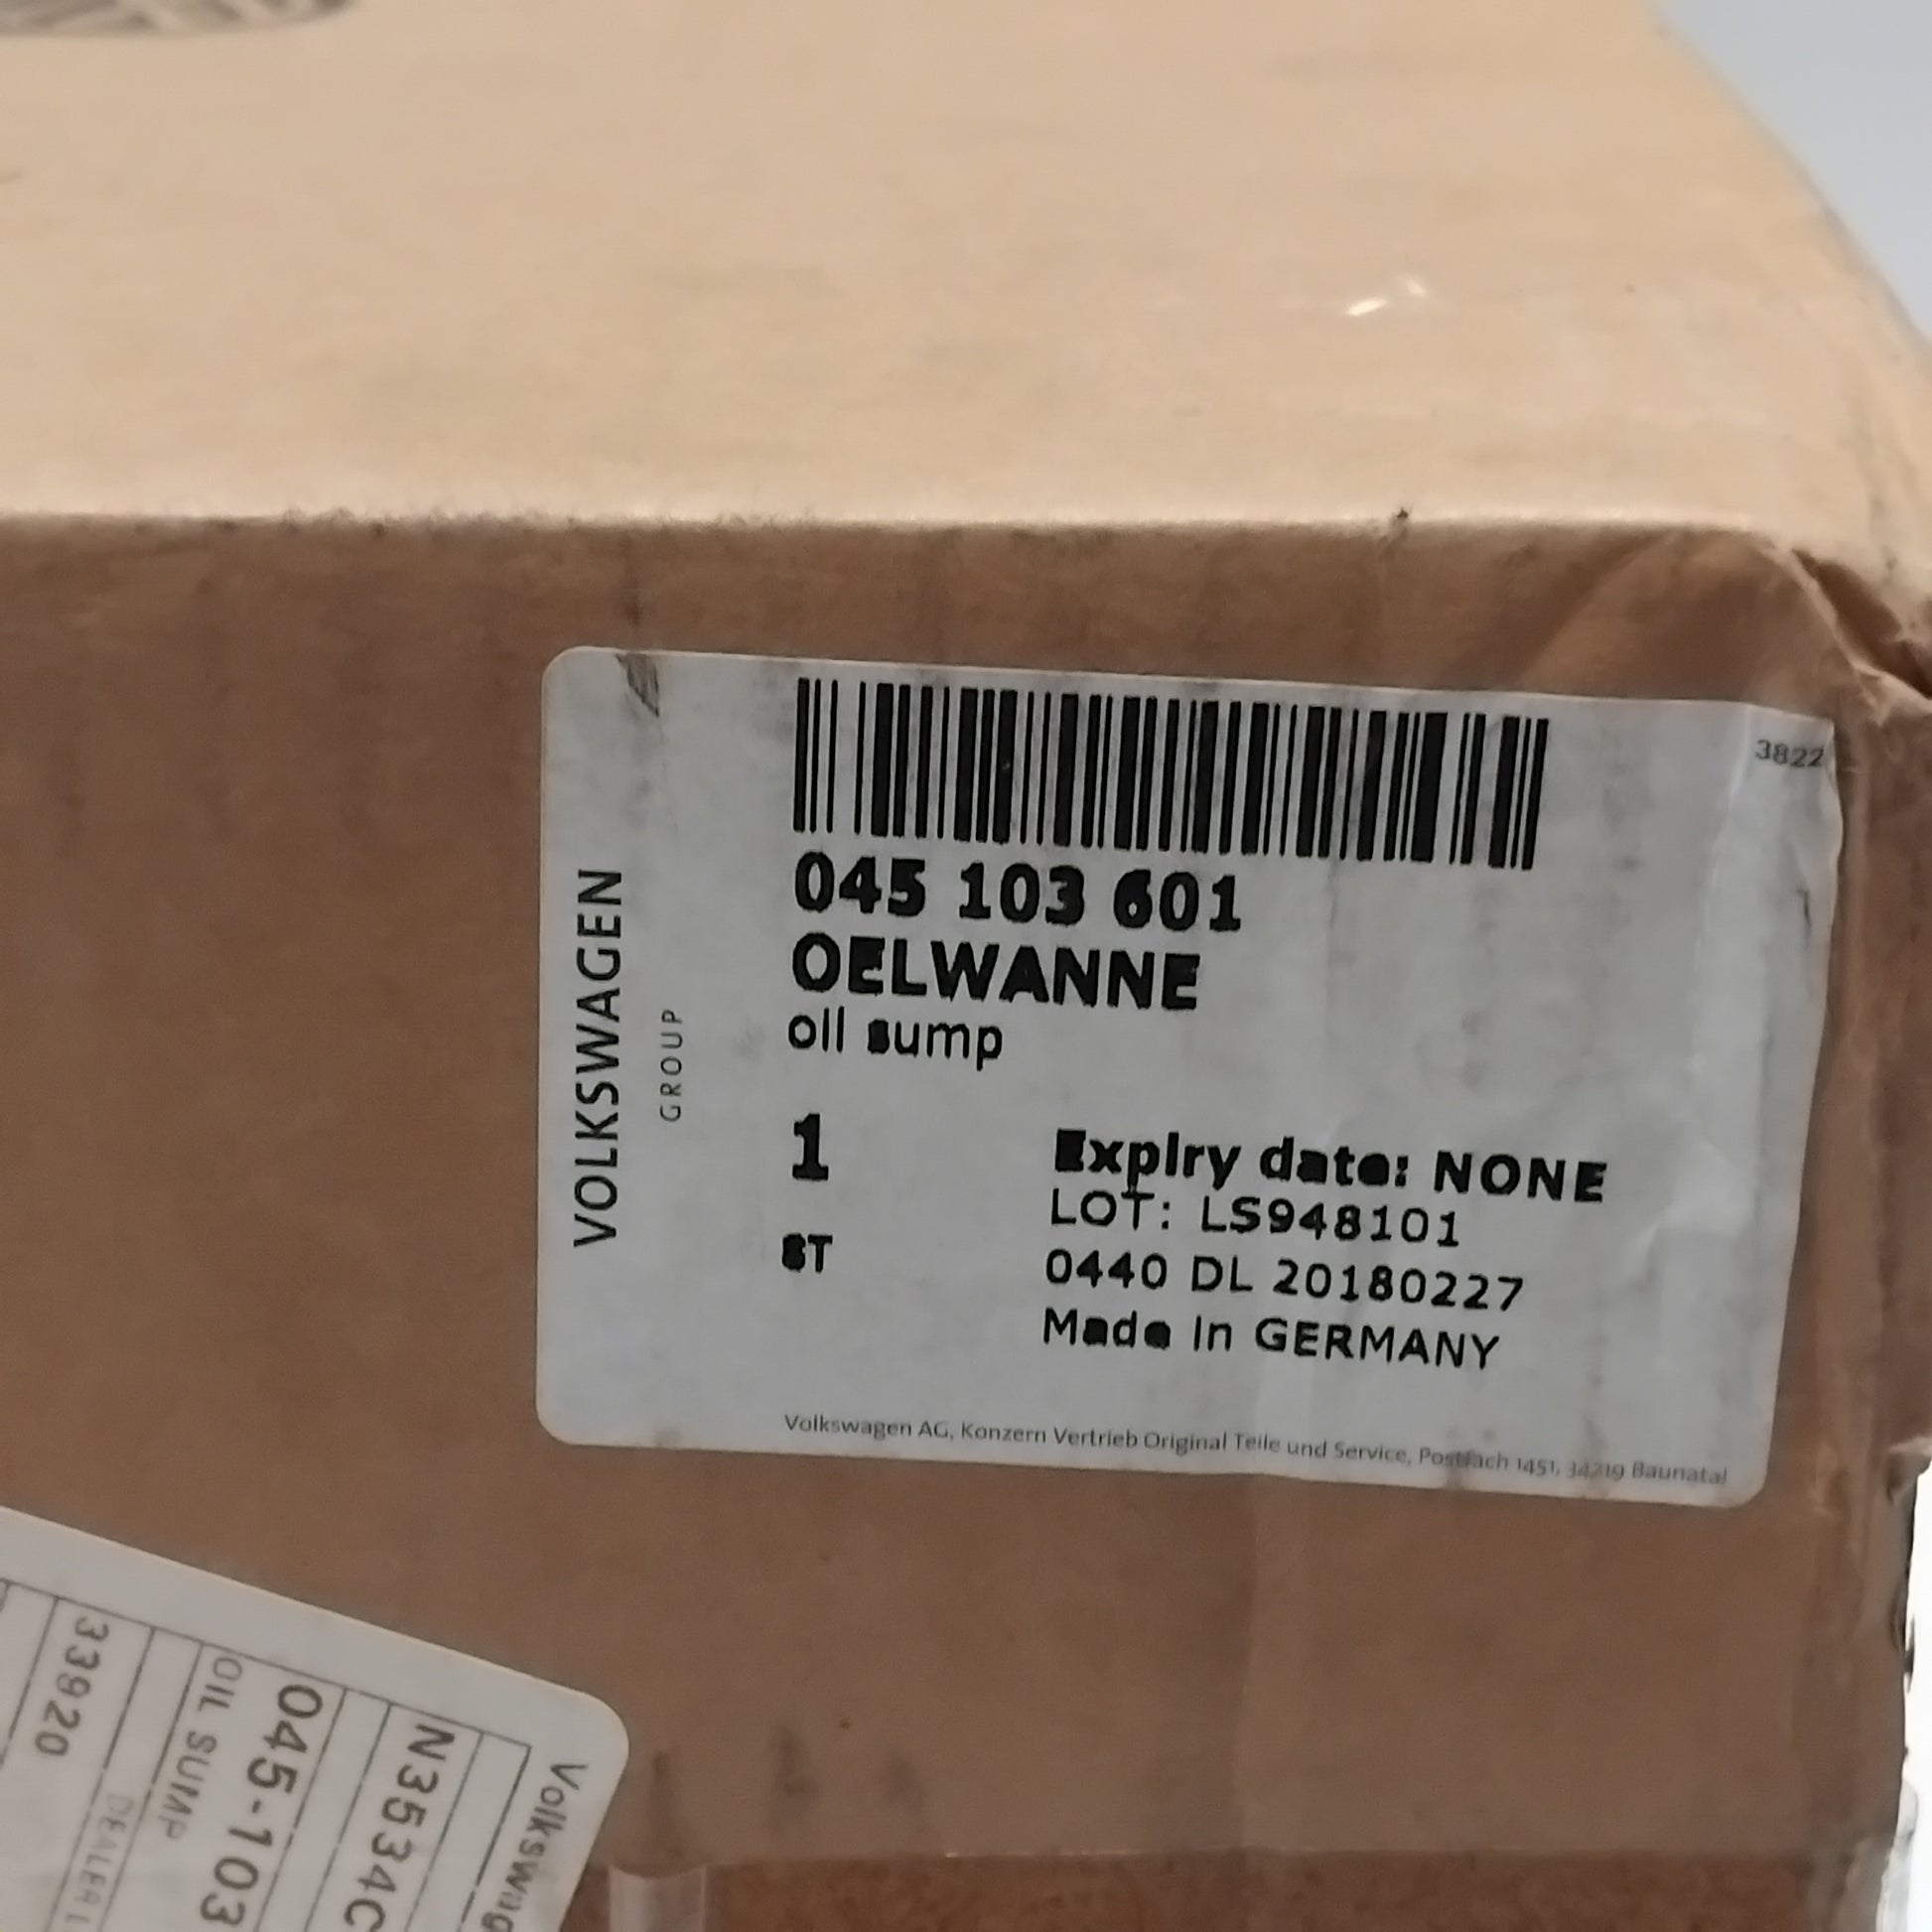 3822
VOLKSWAGEN
GROUP
045 103 601
OELWANNE
oil sump
1
ST
Expiry date: NONE
LOT: LS948101
0440 DL 20180227
Made in GERMANY
Volkswagen AG, Konzern Vertrieb Original Teile und Service, Postfach 1451, 34219 Baunatal
Volkswag
N3534C
045-103
OIL SUMP
DEALER
33920